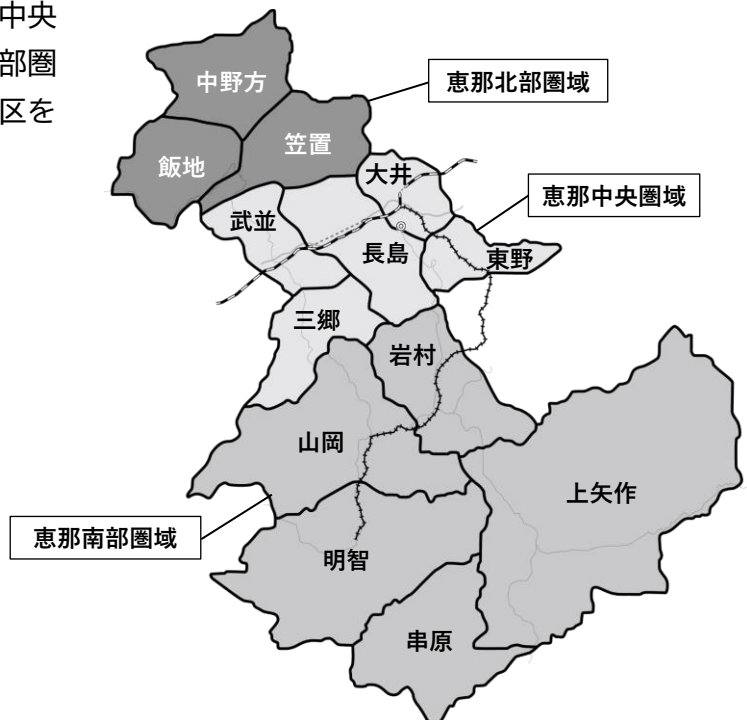 中央
部圏
区を
中野方
恵那北部圏域
笠置
飯地
大井
恵那中央圏域
武並
長島
東野
三郷
岩村
山岡
上矢作
恵那南部圏域
明智
串原